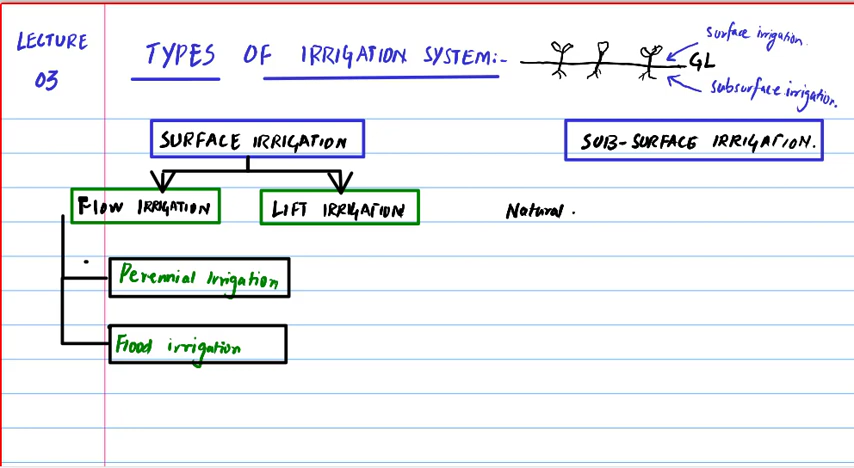 LECTURE
03
TYPES OF IRRIGATION SYSTEM:-
surface irrigation.
GL
subsurface irrigation.
SURFACE IRRIGATION
SUB-SURFACE IRRIGATION.
FLOW IRRIGATION
LIFT IRRIGATION
Natural.
Perennial Irrigation
Flood irrigation